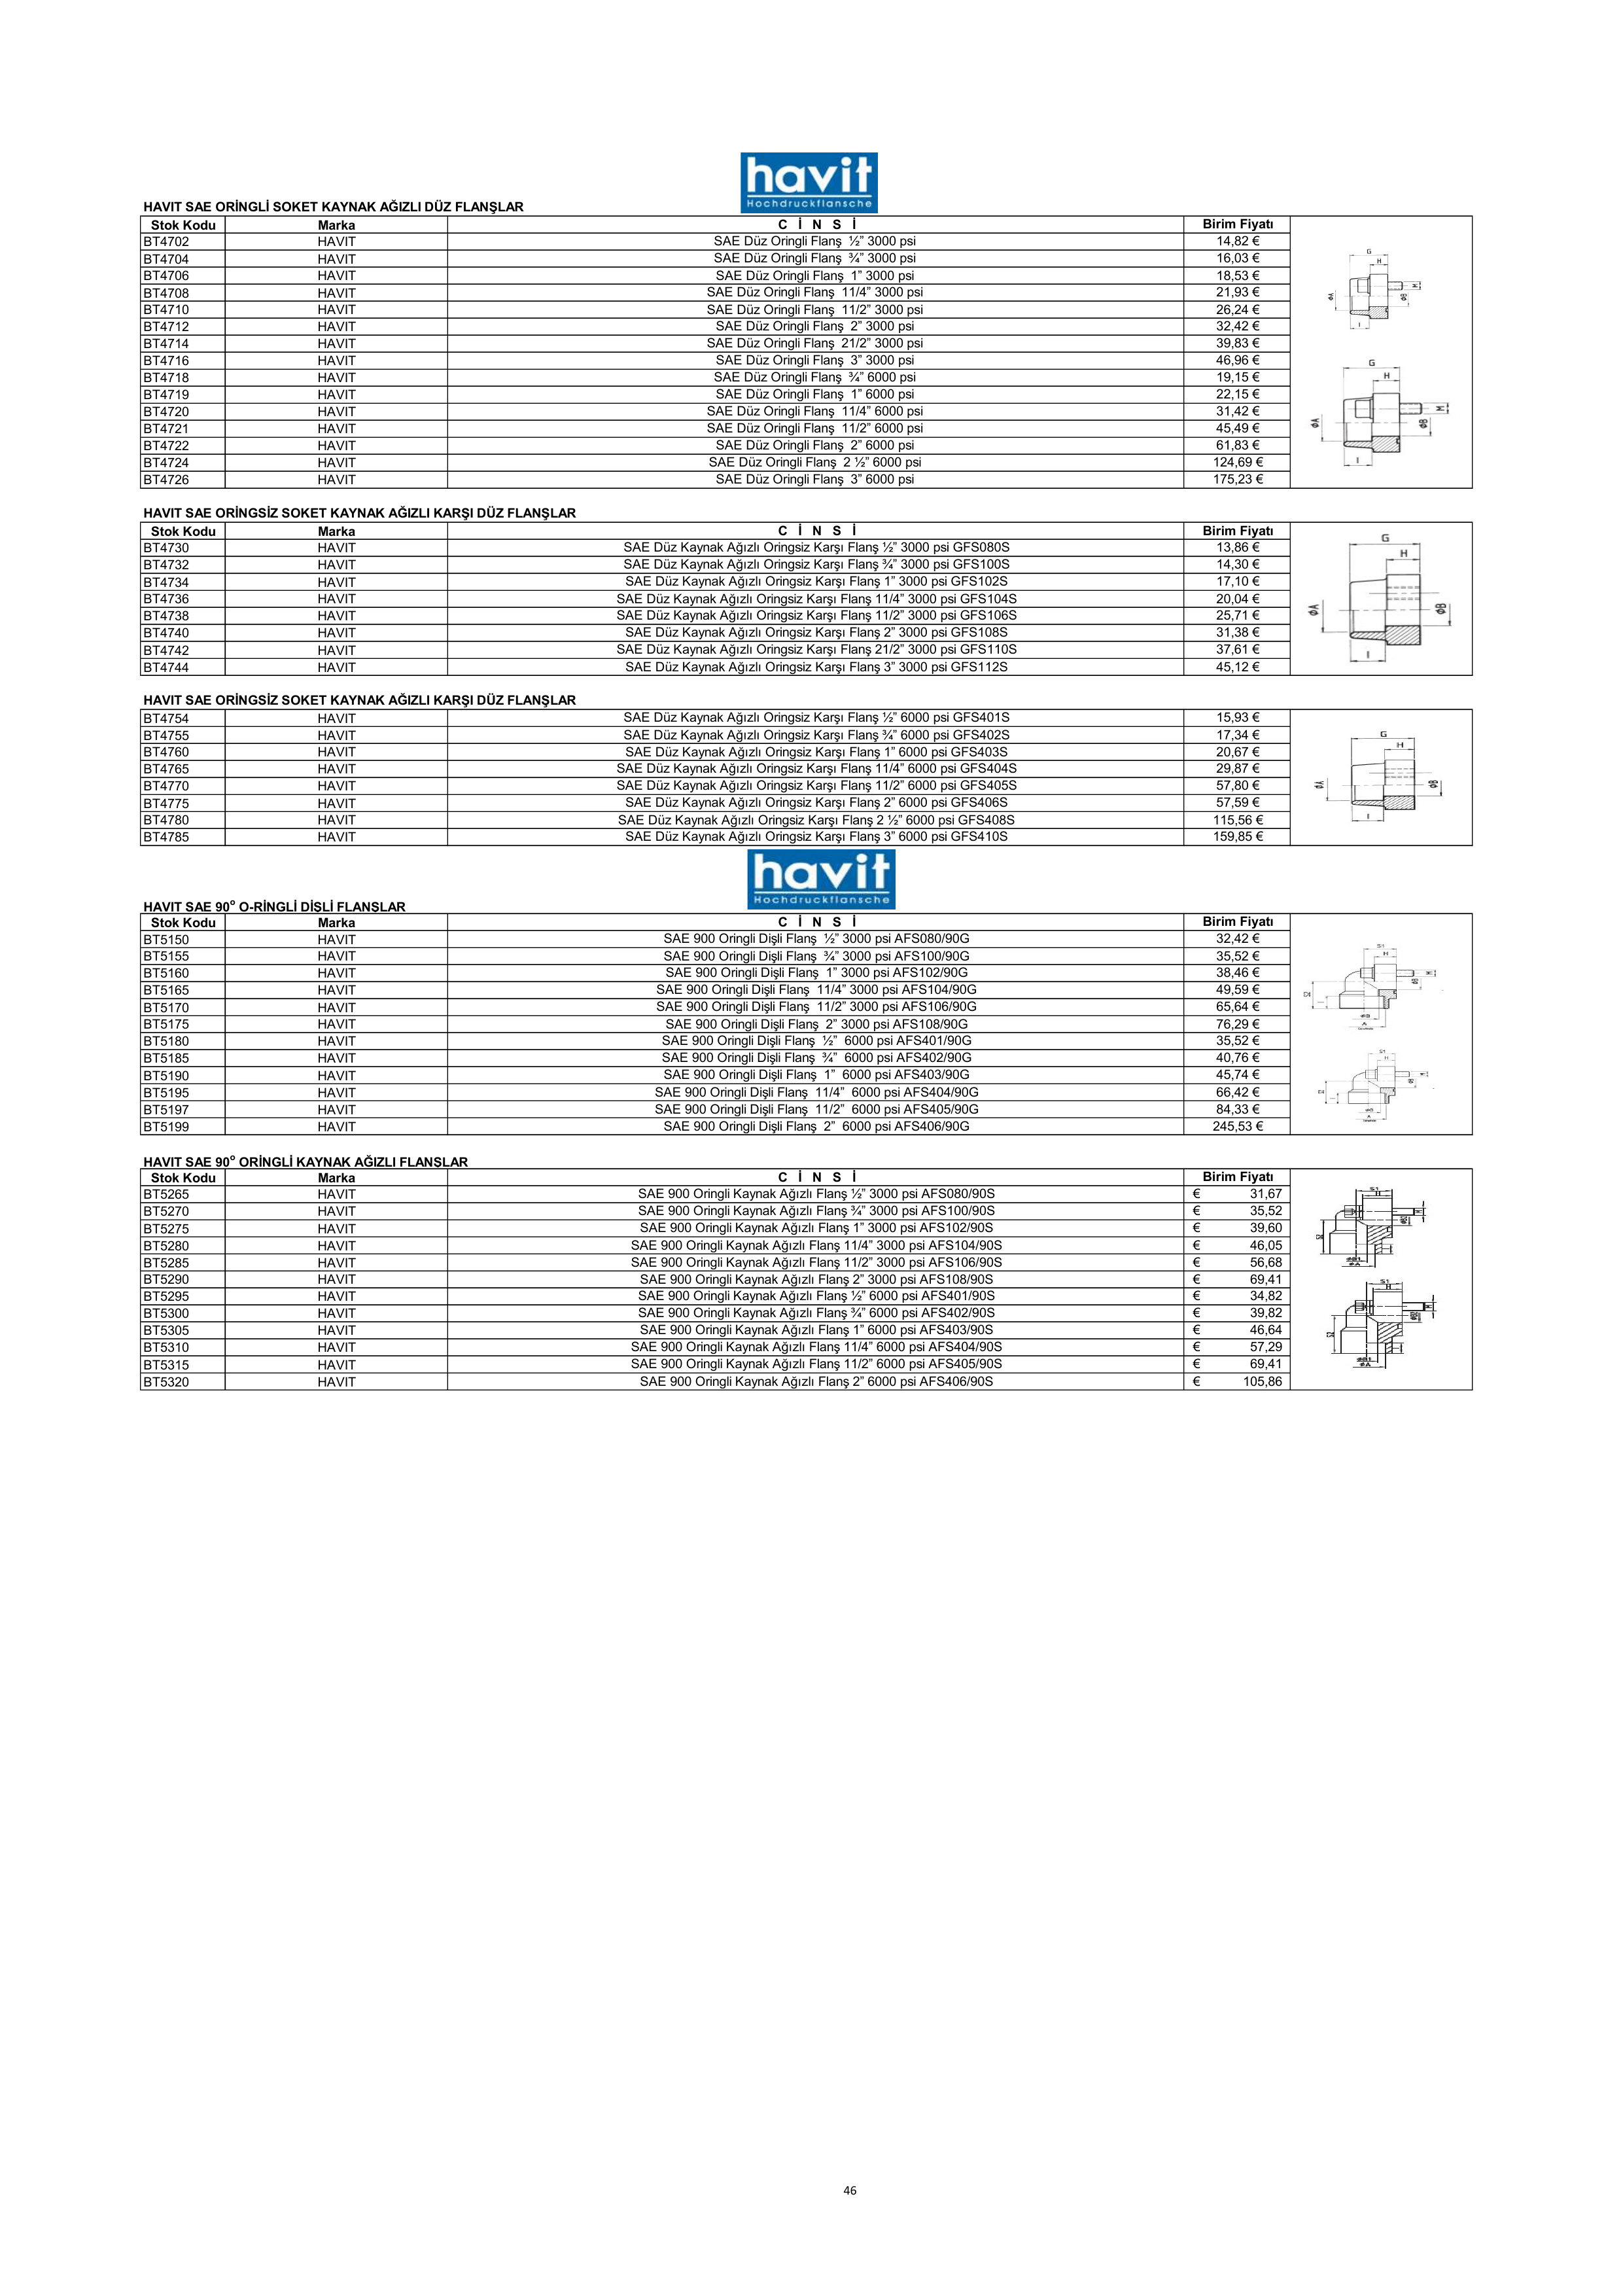 havit
Hochdruckflansche
HAVIT SAE ORİNGLİ SOKET KAYNAK AĞIZLI DÜZ FLANŞLAR
Stok Kodu Marka C İ N S İ Birim Fiyatı
BT4702 HAVIT SAE Düz Oringli Flanş ½” 3000 psi 14,82 €
BT4704 HAVIT SAE Düz Oringli Flanş ¾” 3000 psi 16,03 €
BT4706 HAVIT SAE Düz Oringli Flanş 1” 3000 psi 18,53 €
BT4708 HAVIT SAE Düz Oringli Flanş 11/4” 3000 psi 21,93 €
BT4710 HAVIT SAE Düz Oringli Flanş 11/2” 3000 psi 26,24 €
BT4712 HAVIT SAE Düz Oringli Flanş 2” 3000 psi 32,42 €
BT4714 HAVIT SAE Düz Oringli Flanş 21/2” 3000 psi 39,83 €
BT4716 HAVIT SAE Düz Oringli Flanş 3” 3000 psi 46,96 €
BT4718 HAVIT SAE Düz Oringli Flanş ¾” 6000 psi 19,15 €
BT4719 HAVIT SAE Düz Oringli Flanş 1” 6000 psi 22,15 €
BT4720 HAVIT SAE Düz Oringli Flanş 11/4” 6000 psi 31,42 €
BT4721 HAVIT SAE Düz Oringli Flanş 11/2” 6000 psi 45,49 €
BT4722 HAVIT SAE Düz Oringli Flanş 2” 6000 psi 61,83 €
BT4724 HAVIT SAE Düz Oringli Flanş 2 ½” 6000 psi 124,69 €
BT4726 HAVIT SAE Düz Oringli Flanş 3” 6000 psi 175,23 €
G
H
M
ØA
ØB
I
G
H
M
ØA
ØB
I
HAVIT SAE ORİNGSİZ SOKET KAYNAK AĞIZLI KARŞI DÜZ FLANŞLAR
Stok Kodu Marka C İ N S İ Birim Fiyatı
BT4730 HAVIT SAE Düz Kaynak Ağızlı Oringsiz Karşı Flanş ½” 3000 psi GFS080S 13,86 €
BT4732 HAVIT SAE Düz Kaynak Ağızlı Oringsiz Karşı Flanş ¾” 3000 psi GFS100S 14,30 €
BT4734 HAVIT SAE Düz Kaynak Ağızlı Oringsiz Karşı Flanş 1” 3000 psi GFS102S 17,10 €
BT4736 HAVIT SAE Düz Kaynak Ağızlı Oringsiz Karşı Flanş 11/4” 3000 psi GFS104S 20,04 €
BT4738 HAVIT SAE Düz Kaynak Ağızlı Oringsiz Karşı Flanş 11/2” 3000 psi GFS106S 25,71 €
BT4740 HAVIT SAE Düz Kaynak Ağızlı Oringsiz Karşı Flanş 2” 3000 psi GFS108S 31,38 €
BT4742 HAVIT SAE Düz Kaynak Ağızlı Oringsiz Karşı Flanş 21/2” 3000 psi GFS110S 37,61 €
BT4744 HAVIT SAE Düz Kaynak Ağızlı Oringsiz Karşı Flanş 3” 3000 psi GFS112S 45,12 €
G
H
ØA
ØB
I
HAVIT SAE ORİNGSİZ SOKET KAYNAK AĞIZLI KARŞI DÜZ FLANŞLAR
BT4754 HAVIT SAE Düz Kaynak Ağızlı Oringsiz Karşı Flanş ½” 6000 psi GFS401S 15,93 €
BT4755 HAVIT SAE Düz Kaynak Ağızlı Oringsiz Karşı Flanş ¾” 6000 psi GFS402S 17,34 €
BT4760 HAVIT SAE Düz Kaynak Ağızlı Oringsiz Karşı Flanş 1” 6000 psi GFS403S 20,67 €
BT4765 HAVIT SAE Düz Kaynak Ağızlı Oringsiz Karşı Flanş 11/4” 6000 psi GFS404S 29,87 €
BT4770 HAVIT SAE Düz Kaynak Ağızlı Oringsiz Karşı Flanş 11/2” 6000 psi GFS405S 57,80 €
BT4775 HAVIT SAE Düz Kaynak Ağızlı Oringsiz Karşı Flanş 2” 6000 psi GFS406S 57,59 €
BT4780 HAVIT SAE Düz Kaynak Ağızlı Oringsiz Karşı Flanş 2 ½” 6000 psi GFS408S 115,56 €
BT4785 HAVIT SAE Düz Kaynak Ağızlı Oringsiz Karşı Flanş 3” 6000 psi GFS410S 159,85 €
G
H
ØA
ØB
I
havit
Hochdruckflansche
HAVIT SAE 90° O-RİNGLİ DİŞLİ FLANŞLAR
Stok Kodu Marka C İ N S İ Birim Fiyatı
BT5150 HAVIT SAE 900 Oringli Dişli Flanş ½” 3000 psi AFS080/90G 32,42 €
BT5155 HAVIT SAE 900 Oringli Dişli Flanş ¾” 3000 psi AFS100/90G 35,52 €
BT5160 HAVIT SAE 900 Oringli Dişli Flanş 1” 3000 psi AFS102/90G 38,46 €
BT5165 HAVIT SAE 900 Oringli Dişli Flanş 11/4” 3000 psi AFS104/90G 49,59 €
BT5170 HAVIT SAE 900 Oringli Dişli Flanş 11/2” 3000 psi AFS106/90G 65,64 €
BT5175 HAVIT SAE 900 Oringli Dişli Flanş 2” 3000 psi AFS108/90G 76,29 €
BT5180 HAVIT SAE 900 Oringli Dişli Flanş ½” 6000 psi AFS401/90G 35,52 €
BT5185 HAVIT SAE 900 Oringli Dişli Flanş ¾” 6000 psi AFS402/90G 40,76 €
BT5190 HAVIT SAE 900 Oringli Dişli Flanş 1” 6000 psi AFS403/90G 45,74 €
BT5195 HAVIT SAE 900 Oringli Dişli Flanş 11/4” 6000 psi AFS404/90G 66,42 €
BT5197 HAVIT SAE 900 Oringli Dişli Flanş 11/2” 6000 psi AFS405/90G 84,33 €
BT5199 HAVIT SAE 900 Oringli Dişli Flanş 2” 6000 psi AFS406/90G 245,53 €
S1
H
S2
A
S1
H
A
HAVIT SAE 90° ORİNGLİ KAYNAK AĞIZLI FLANŞLAR
Stok Kodu Marka C İ N S İ Birim Fiyatı
BT5265 HAVIT SAE 900 Oringli Kaynak Ağızlı Flanş ½” 3000 psi AFS080/90S € 31,67
BT5270 HAVIT SAE 900 Oringli Kaynak Ağızlı Flanş ¾” 3000 psi AFS100/90S € 35,52
BT5275 HAVIT SAE 900 Oringli Kaynak Ağızlı Flanş 1” 3000 psi AFS102/90S € 39,60
BT5280 HAVIT SAE 900 Oringli Kaynak Ağızlı Flanş 11/4” 3000 psi AFS104/90S € 46,05
BT5285 HAVIT SAE 900 Oringli Kaynak Ağızlı Flanş 11/2” 3000 psi AFS106/90S € 56,68
BT5290 HAVIT SAE 900 Oringli Kaynak Ağızlı Flanş 2” 3000 psi AFS108/90S € 69,41
BT5295 HAVIT SAE 900 Oringli Kaynak Ağızlı Flanş ½” 6000 psi AFS401/90S € 34,82
BT5300 HAVIT SAE 900 Oringli Kaynak Ağızlı Flanş ¾” 6000 psi AFS402/90S € 39,82
BT5305 HAVIT SAE 900 Oringli Kaynak Ağızlı Flanş 1” 6000 psi AFS403/90S € 46,64
BT5310 HAVIT SAE 900 Oringli Kaynak Ağızlı Flanş 11/4” 6000 psi AFS404/90S € 57,29
BT5315 HAVIT SAE 900 Oringli Kaynak Ağızlı Flanş 11/2” 6000 psi AFS405/90S € 69,41
BT5320 HAVIT SAE 900 Oringli Kaynak Ağızlı Flanş 2” 6000 psi AFS406/90S € 105,86
S1
H
S2
ØA
S1
H
S2
ØA
46